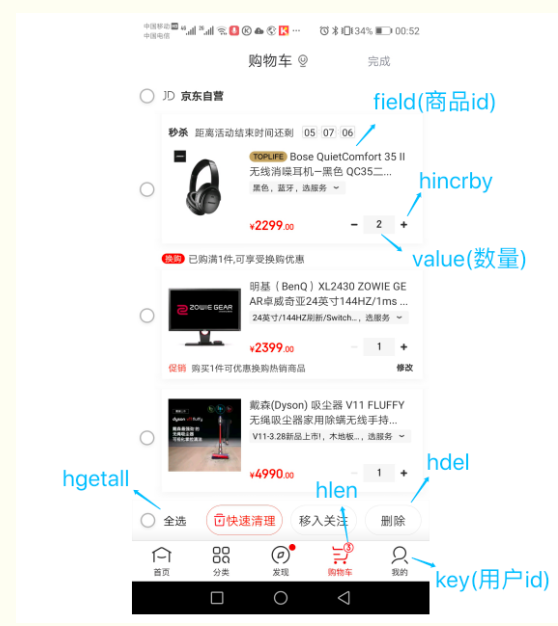 中国移动 HD 46 36 34% 00:52
中国电信
购物车 完成
JD 京东自营
field(商品id)
秒杀 距离活动结束时间还剩 05 07 06
TOPLIFE Bose QuietComfort 35 II
无线消噪耳机-黑色 QC35二...
黑色，蓝牙，选服务
hincrby
¥2299.00 - 2 +
value(数量)
换购 已购满1件,可享受换购优惠
明基（BenQ）XL2430 ZOWIE GE
AR卓威奇亚24英寸144HZ/1ms ...
ZOWIE GEAR
24英寸/144HZ刷新/Switch...，选服务
¥2399.00 - 1 +
促销 购买1件可优惠换购热销商品 修改
戴森(Dyson) 吸尘器 V11 FLUFFY
无绳吸尘器家用除螨无线手持...
V11-3.28新品上市!，木地板...，选服务
¥4990.00 - 1 +
hgetall
hlen
hdel
全选 快速清理 移入关注 删除
3
首页 分类 发现 购物车 我的
key(用户id)